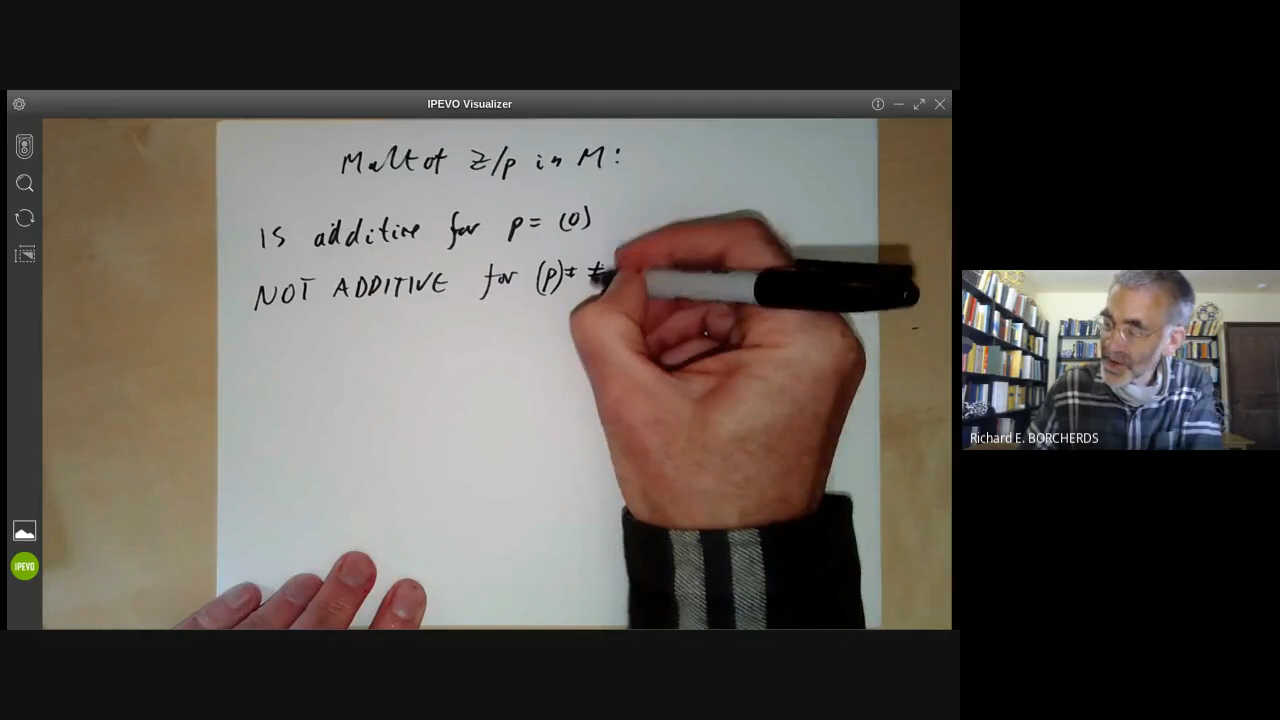 IPEVO Visualizer
Mult of Z/p in M:
IS additive for p = (0)
NOT ADDITIVE for (p) ≠
Richard E. BORCHERDS
IPEVO